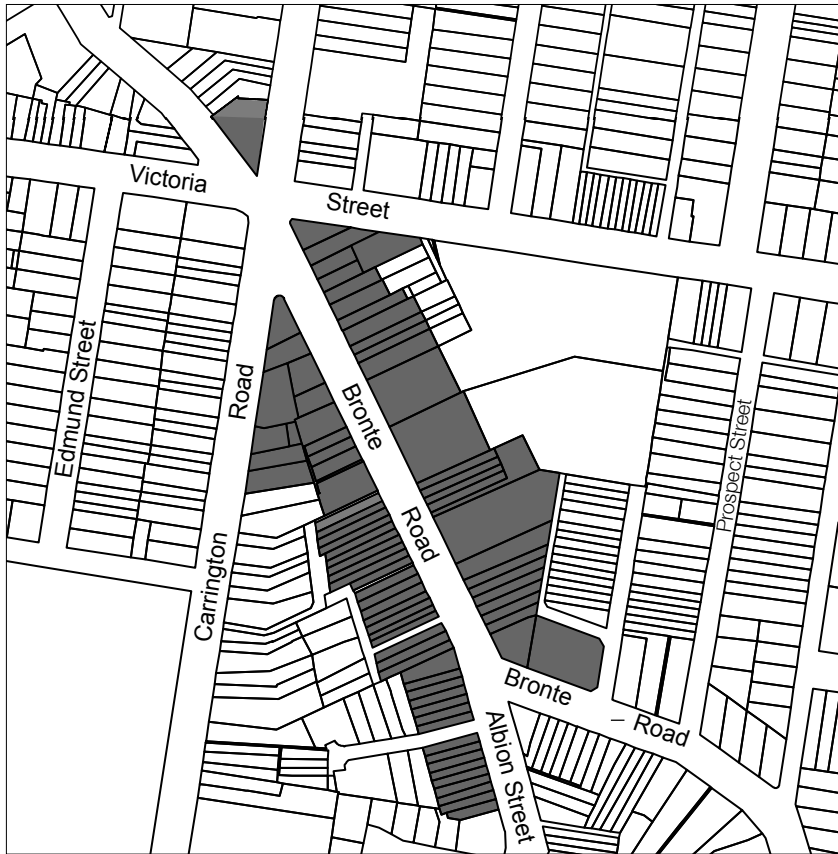 Victoria
Street
Edmund Street
Road
Bronte
Prospect Street
Road
Carrington
Bronte
Road
Albion Street